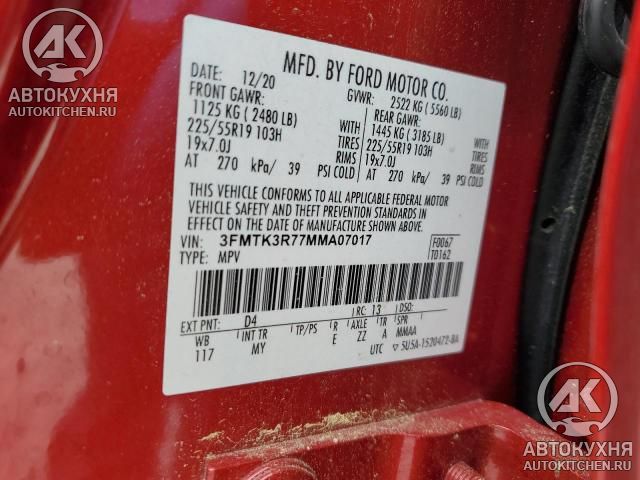 АК
АВТОКУХНЯ
AUTOKITCHEN.RU
MFD. BY FORD MOTOR CO.
DATE: 12/20 GVWR: 2522 KG ( 5560 LB)
FRONT GAWR: REAR GAWR:
1125 KG ( 2480 LB) WITH 1445 KG ( 3185 LB) WITH
225/55R19 103H TIRES 225/55R19 103H TIRES
19x7.0J RIMS 19x7.0J RIMS
AT 270 kPa/ 39 PSI COLD AT 270 kPa/ 39 PSI COLD
THIS VEHICLE CONFORMS TO ALL APPLICABLE FEDERAL MOTOR
VEHICLE SAFETY AND THEFT PREVENTION STANDARDS IN
EFFECT ON THE DATE OF MANUFACTURE SHOWN ABOVE.
VIN: 3FMTK3R77MMA07017 F0067
TYPE: MPV T0162
EXT PNT: D4 RC: 13 DSO:
WB INT TR TP/PS R AXLE TR SPR
117 MY E ZZ A MMAA
UTC ▽ 5U5A-1520472-BA
АК
АВТОКУХНЯ
AUTOKITCHEN.RU